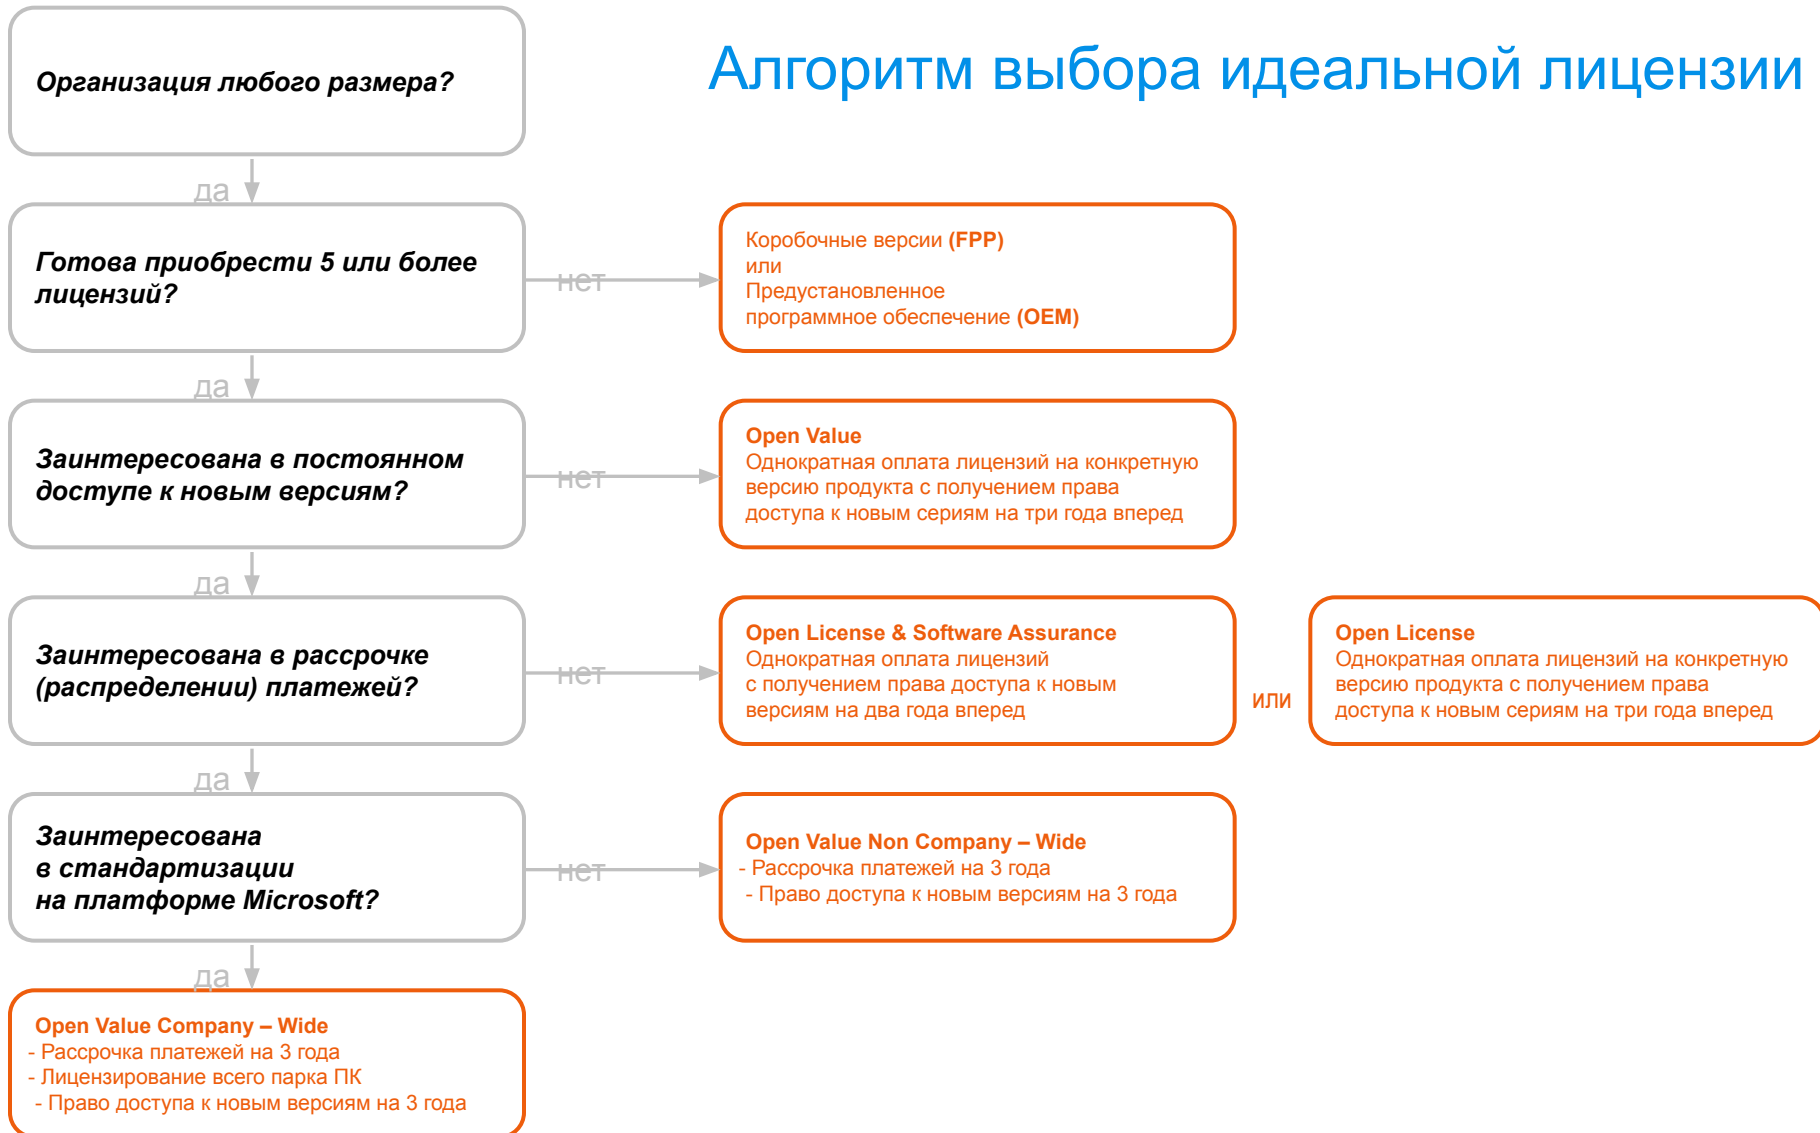 Алгоритм выбора идеальной лицензии
Организация любого размера?
да
Готова приобрести 5 или более
лицензий?
нет
Коробочные версии (FPP)
или
Предустановленное
программное обеспечение (OEM)
да
Заинтересована в постоянном
доступе к новым версиям?
нет
Open Value
Однократная оплата лицензий на конкретную
версию продукта с получением права
доступа к новым сериям на три года вперед
да
Заинтересована в рассрочке
(распределении) платежей?
нет
Open License & Software Assurance
Однократная оплата лицензий
с получением права доступа к новым
версиям на два года вперед
или
Open License
Однократная оплата лицензий на конкретную
версию продукта с получением права
доступа к новым сериям на три года вперед
да
Заинтересована
в стандартизации
на платформе Microsoft?
нет
Open Value Non Company – Wide
- Рассрочка платежей на 3 года
- Право доступа к новым версиям на 3 года
да
Open Value Company – Wide
- Рассрочка платежей на 3 года
- Лицензирование всего парка ПК
- Право доступа к новым версиям на 3 года